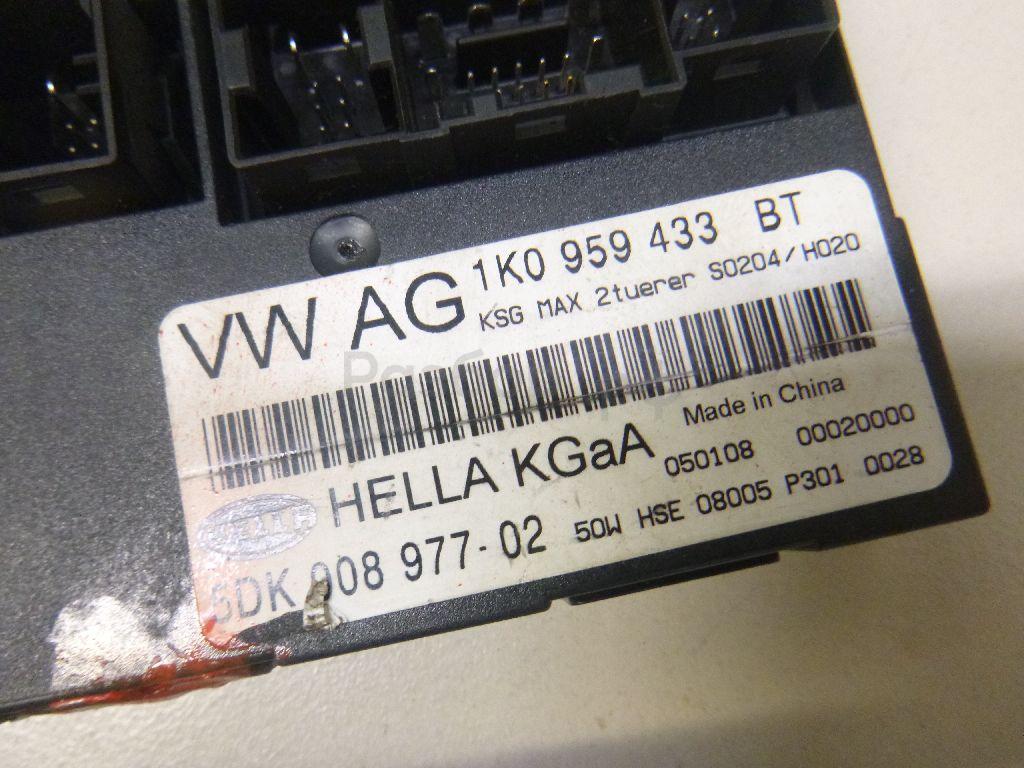 VW AG 1K0 959 433 BT
KSG MAX 2tuerer S0204/H020
Made in China
HELLA KGaA 050108 00020000
HELLA
5DK 008 977-02 50W HSE 08005 P301 0028